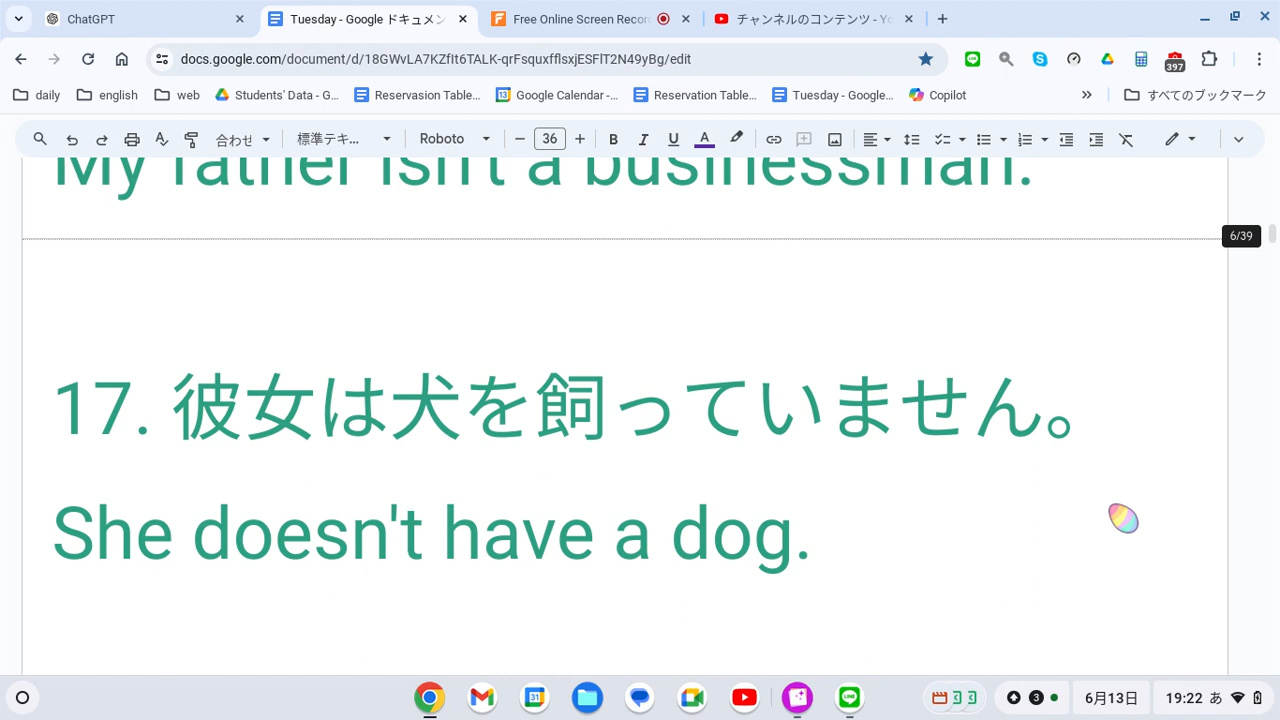 ChatGPT
Tuesday - Google ドキュメン
Free Online Screen Recor
チャンネルのコンテンツ - Yo
docs.google.com/document/d/18GWvLA7KZfIt6TALK-qrFsquxfflsxjESFlT2N49yBg/edit
397
daily
english
web
Students' Data - G...
Reservasion Table...
Google Calendar -...
Reservation Table...
Tuesday - Google...
Copilot
»
すべてのブックマーク
合わせ
標準テキ...
Roboto
36
B
I
U
A
My father isn't a businessman.
6/39
17. 彼女は犬を飼っていません。
She doesn't have a dog.
31
3
6月13日
19:22 あ